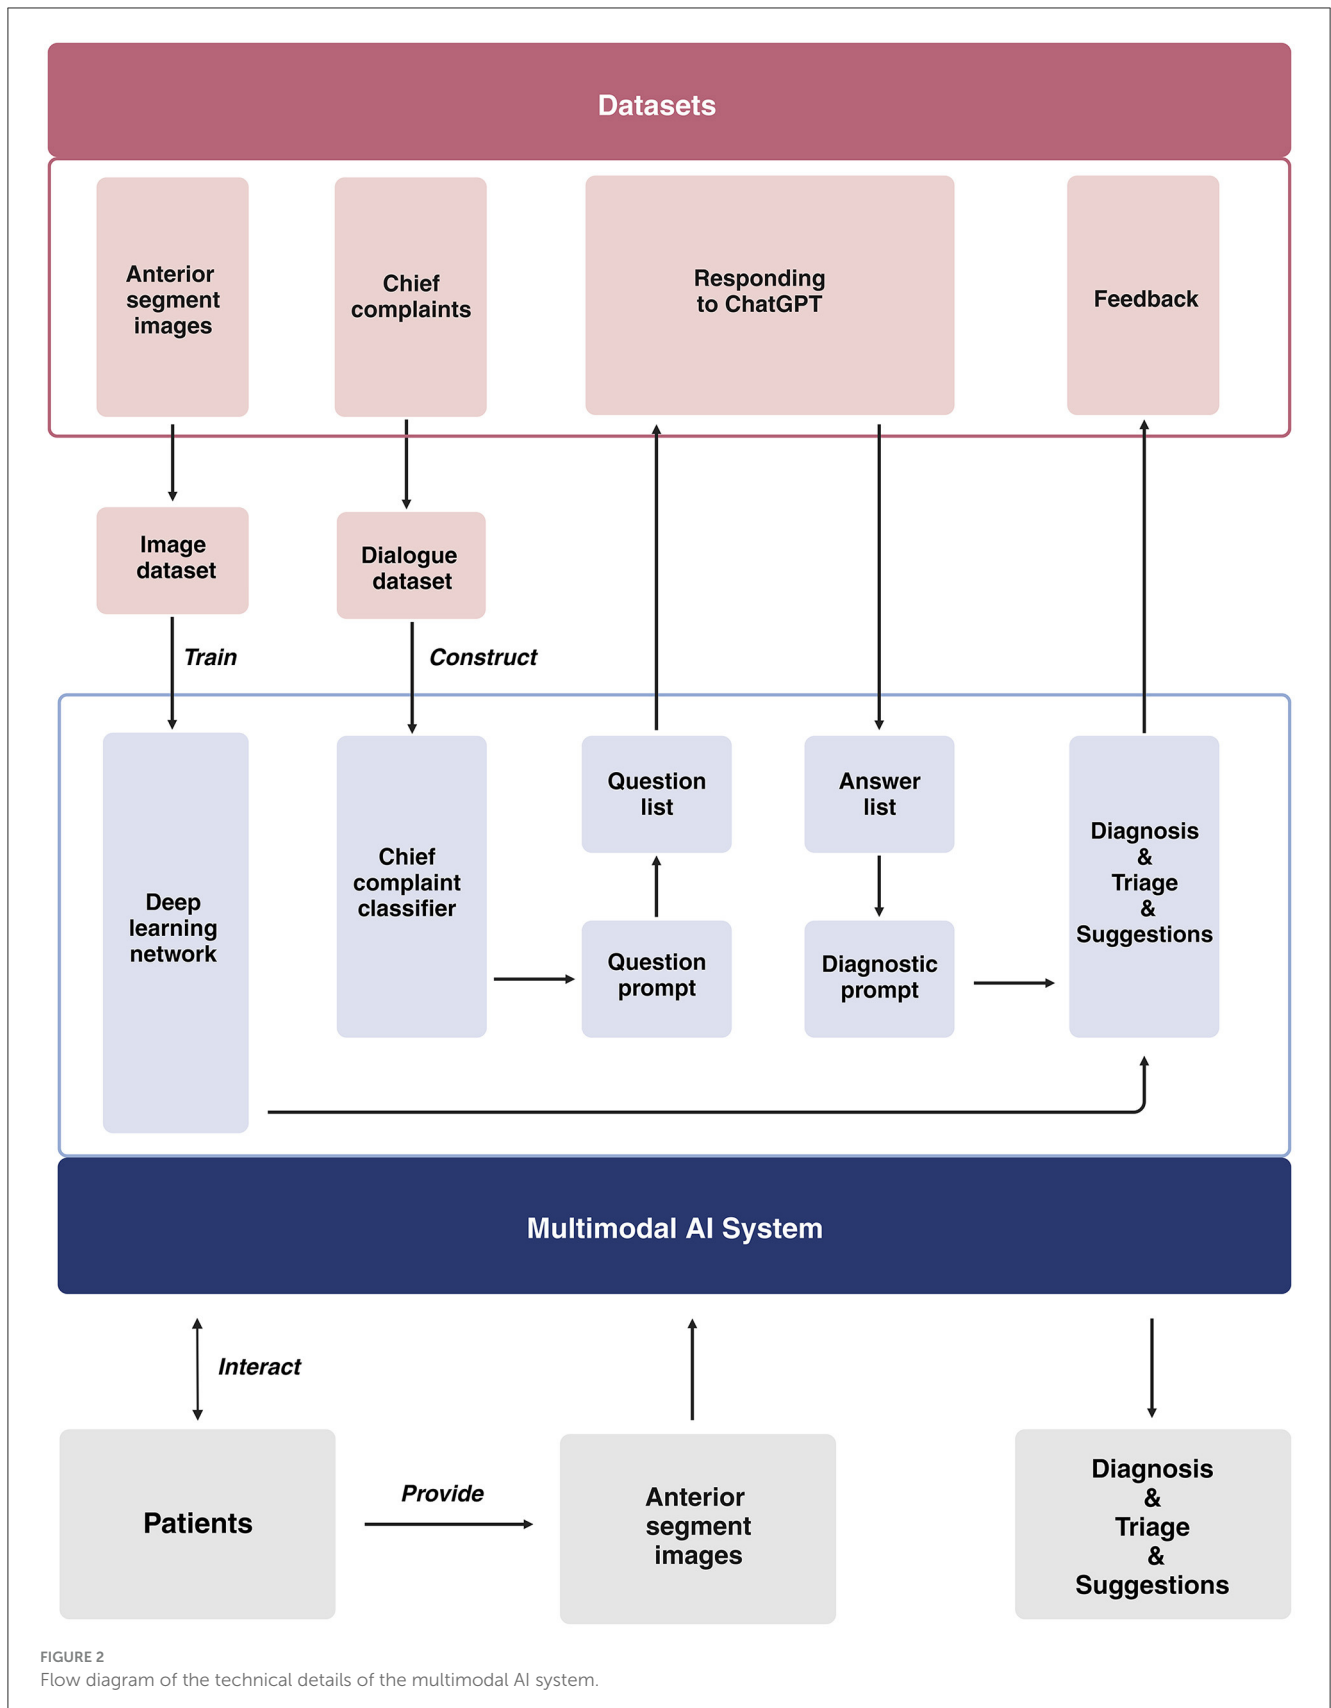 Datasets
Anterior
segment
images
Chief
complaints
Responding
to ChatGPT
Feedback
Image
dataset
Dialogue
dataset
Train
Construct
Deep
learning
network
Chief
complaint
classifier
Question
list
Question
prompt
Answer
list
Diagnostic
prompt
Diagnosis
&
Triage
&
Suggestions
Multimodal AI System
Interact
Patients
Provide
Anterior
segment
images
Diagnosis
&
Triage
&
Suggestions
FIGURE 2
Flow diagram of the technical details of the multimodal AI system.